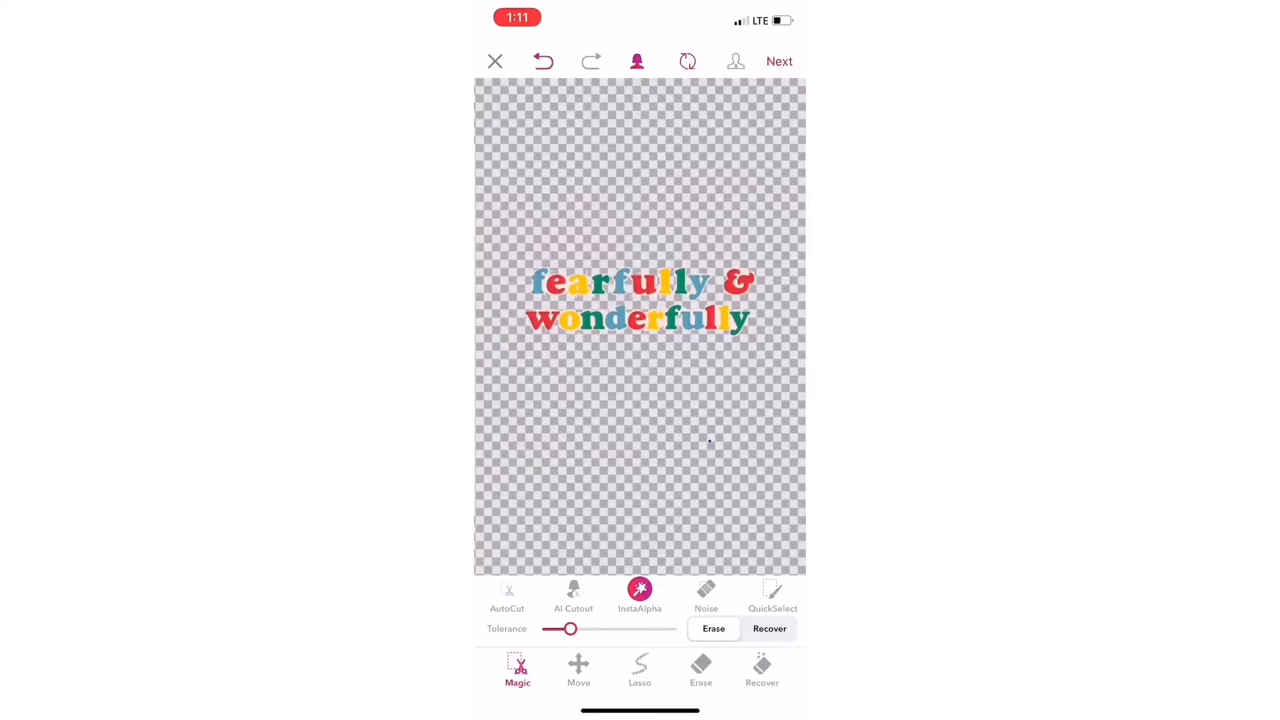 1:11 LTE
Next
fearfully &
wonderfully
AutoCut AI Cutout InstaAlpha Noise QuickSelect
Tolerance Erase Recover
Magic Move Lasso Erase Recover